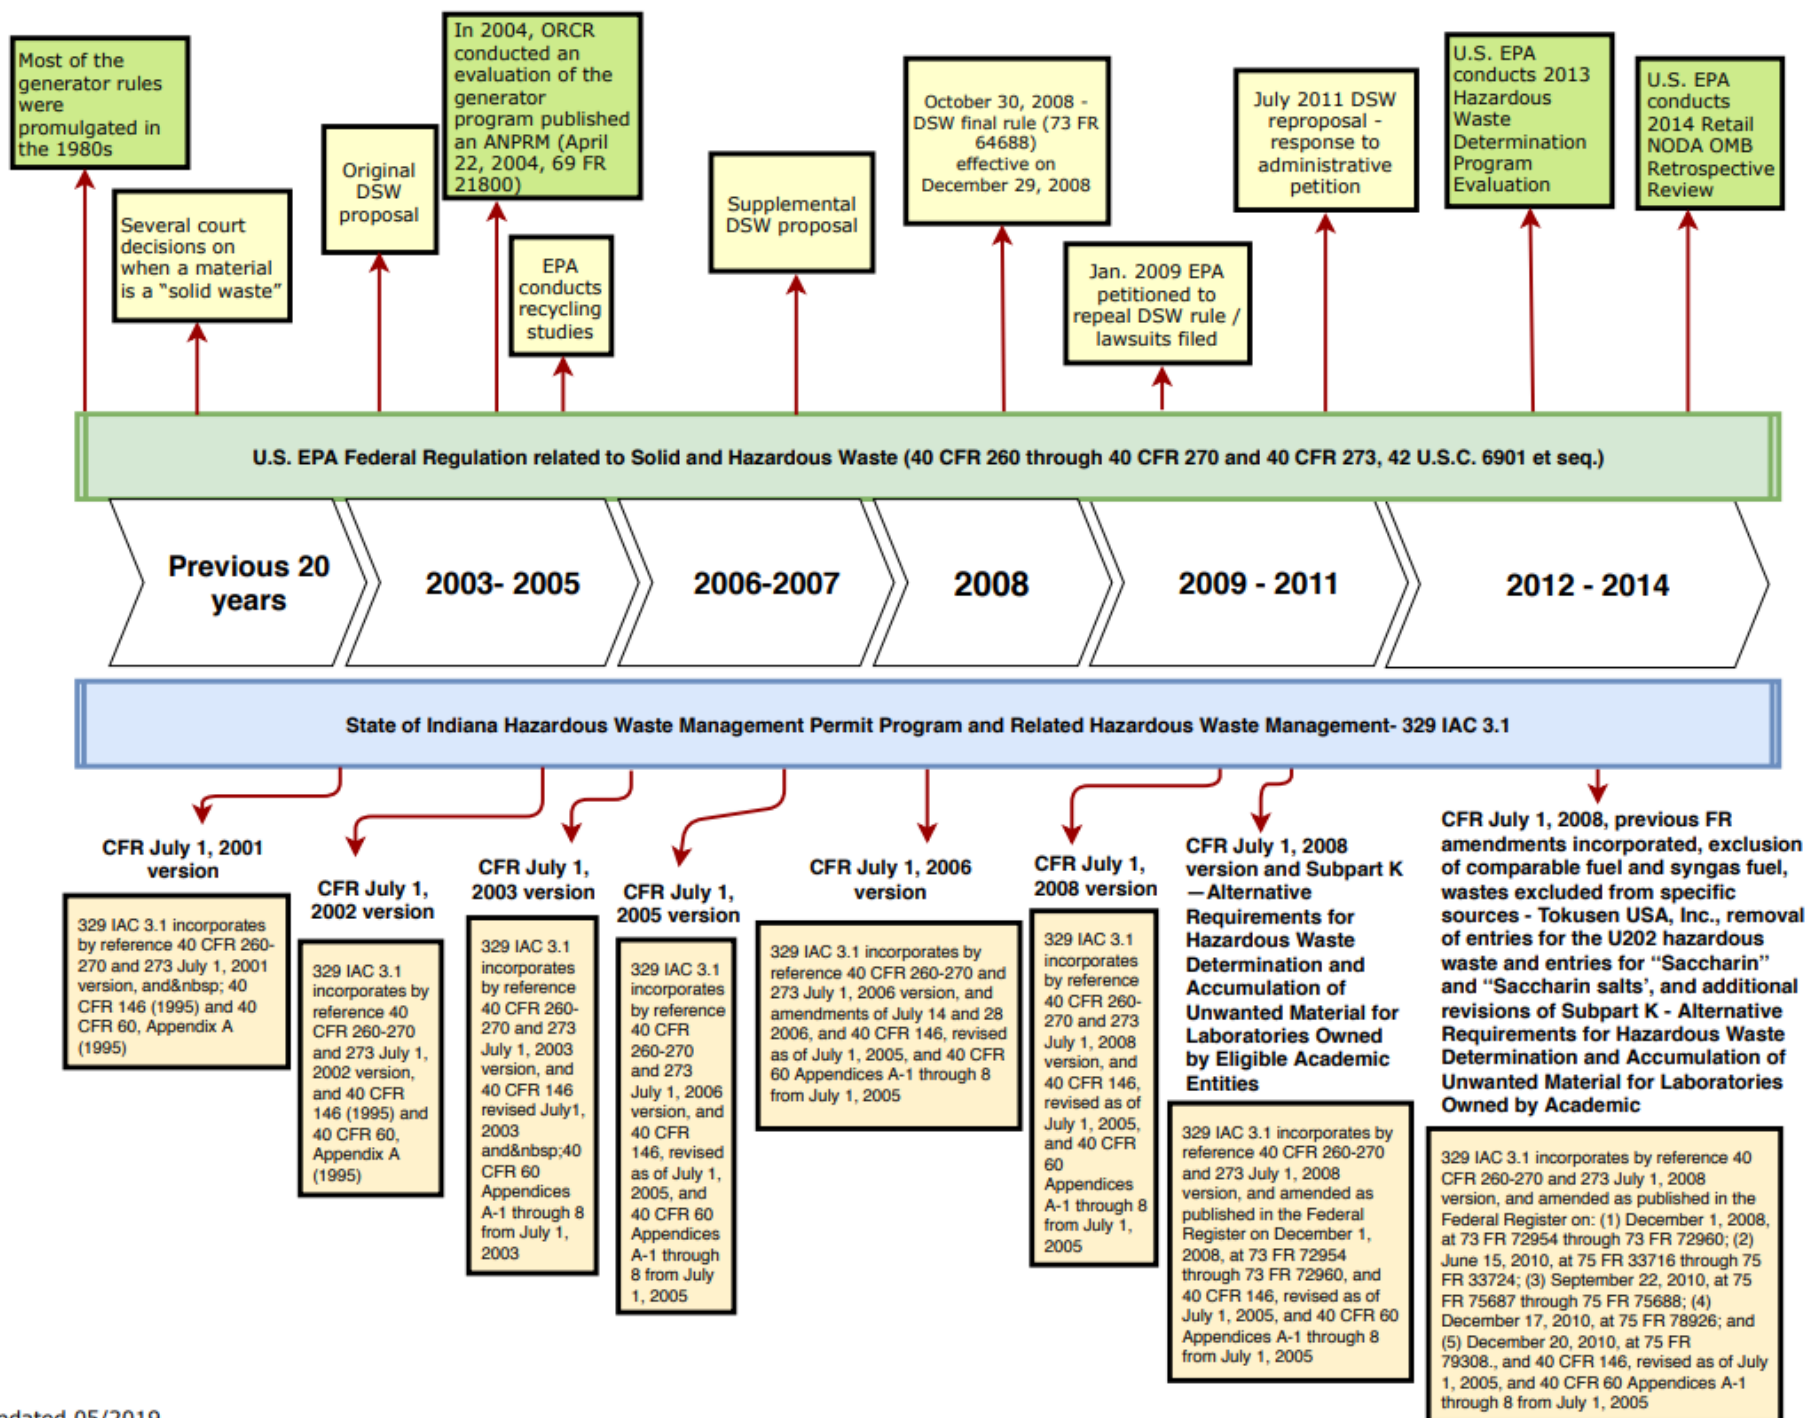 Most of the
generator rules
were
promulgated in
the 1980s
Several court
decisions on
when a material
is a “solid waste”
Original
DSW
proposal
In 2004, ORCR
conducted an
evaluation of the
generator
program published
an ANPRM (April
22, 2004, 69 FR
21800)
EPA
conducts
recycling
studies
Supplemental
DSW proposal
October 30, 2008 -
DSW final rule (73 FR
64688)
effective on
December 29, 2008
Jan. 2009 EPA
petitioned to
repeal DSW rule /
lawsuits filed
July 2011 DSW
reproposal -
response to
administrative
petition
U.S. EPA
conducts 2013
Hazardous
Waste
Determination
Program
Evaluation
U.S. EPA
conducts
2014 Retail
NODA OMB
Retrospective
Review
U.S. EPA Federal Regulation related to Solid and Hazardous Waste (40 CFR 260 through 40 CFR 270 and 40 CFR 273, 42 U.S.C. 6901 et seq.)
Previous 20
years
2003- 2005
2006-2007
2008
2009 - 2011
2012 - 2014
State of Indiana Hazardous Waste Management Permit Program and Related Hazardous Waste Management- 329 IAC 3.1
CFR July 1, 2001
version
329 IAC 3.1 incorporates
by reference 40 CFR 260-
270 and 273 July 1, 2001
version, and&nbsp; 40
CFR 146 (1995) and 40
CFR 60, Appendix A
(1995)
CFR July 1,
2002 version
329 IAC 3.1
incorporates by
reference 40
CFR 260-270
and 273 July 1,
2002 version,
and 40 CFR
146 (1995) and
40 CFR 60,
Appendix A
(1995)
CFR July 1,
2003 version
329 IAC 3.1
incorporates
by reference
40 CFR 260-
270 and 273
July 1, 2003
version, and
40 CFR 146
revised July1,
2003
and&nbsp;40
CFR 60
Appendices
A-1 through 8
from July 1,
2003
CFR July 1,
2005 version
329 IAC 3.1
incorporates
by reference
40 CFR
260-270
and 273
July 1, 2006
version, and
40 CFR
146, revised
as of July 1,
2005, and
40 CFR 60
Appendices
A-1 through
8 from July
1, 2005
CFR July 1, 2006
version
329 IAC 3.1 incorporates by
reference 40 CFR 260-270 and
273 July 1, 2006 version, and
amendments of July 14 and 28
2006, and 40 CFR 146, revised
as of July 1, 2005, and 40 CFR
60 Appendices A-1 through 8
from July 1, 2005
CFR July 1,
2008 version
329 IAC 3.1
incorporates
by reference
40 CFR 260-
270 and 273
July 1, 2008
version, and
40 CFR 146,
revised as of
July 1, 2005,
and 40 CFR
60
Appendices
A-1 through 8
from July 1,
2005
CFR July 1, 2008
version and Subpart K
—Alternative
Requirements for
Hazardous Waste
Determination and
Accumulation of
Unwanted Material for
Laboratories Owned
by Eligible Academic
Entities
329 IAC 3.1 incorporates by
reference 40 CFR 260-270
and 273 July 1, 2008
version, and amended as
published in the Federal
Register on December 1,
2008, at 73 FR 72954
through 73 FR 72960, and
40 CFR 146, revised as of
July 1, 2005, and 40 CFR 60
Appendices A-1 through 8
from July 1, 2005
CFR July 1, 2008, previous FR
amendments incorporated, exclusion
of comparable fuel and syngas fuel,
wastes excluded from specific
sources - Tokusen USA, Inc., removal
of entries for the U202 hazardous
waste and entries for “Saccharin”
and “Saccharin salts’, and additional
revisions of Subpart K - Alternative
Requirements for Hazardous Waste
Determination and Accumulation of
Unwanted Material for Laboratories
Owned by Academic
329 IAC 3.1 incorporates by reference 40
CFR 260-270 and 273 July 1, 2008
version, and amended as published in the
Federal Register on: (1) December 1, 2008,
at 73 FR 72954 through 73 FR 72960; (2)
June 15, 2010, at 75 FR 33716 through 75
FR 33724; (3) September 22, 2010, at 75
FR 75687 through 75 FR 75688; (4)
December 17, 2010, at 75 FR 78926; and
(5) December 20, 2010, at 75 FR
79308., and 40 CFR 146, revised as of July
1, 2005, and 40 CFR 60 Appendices A-1
through 8 from July 1, 2005
05/2019